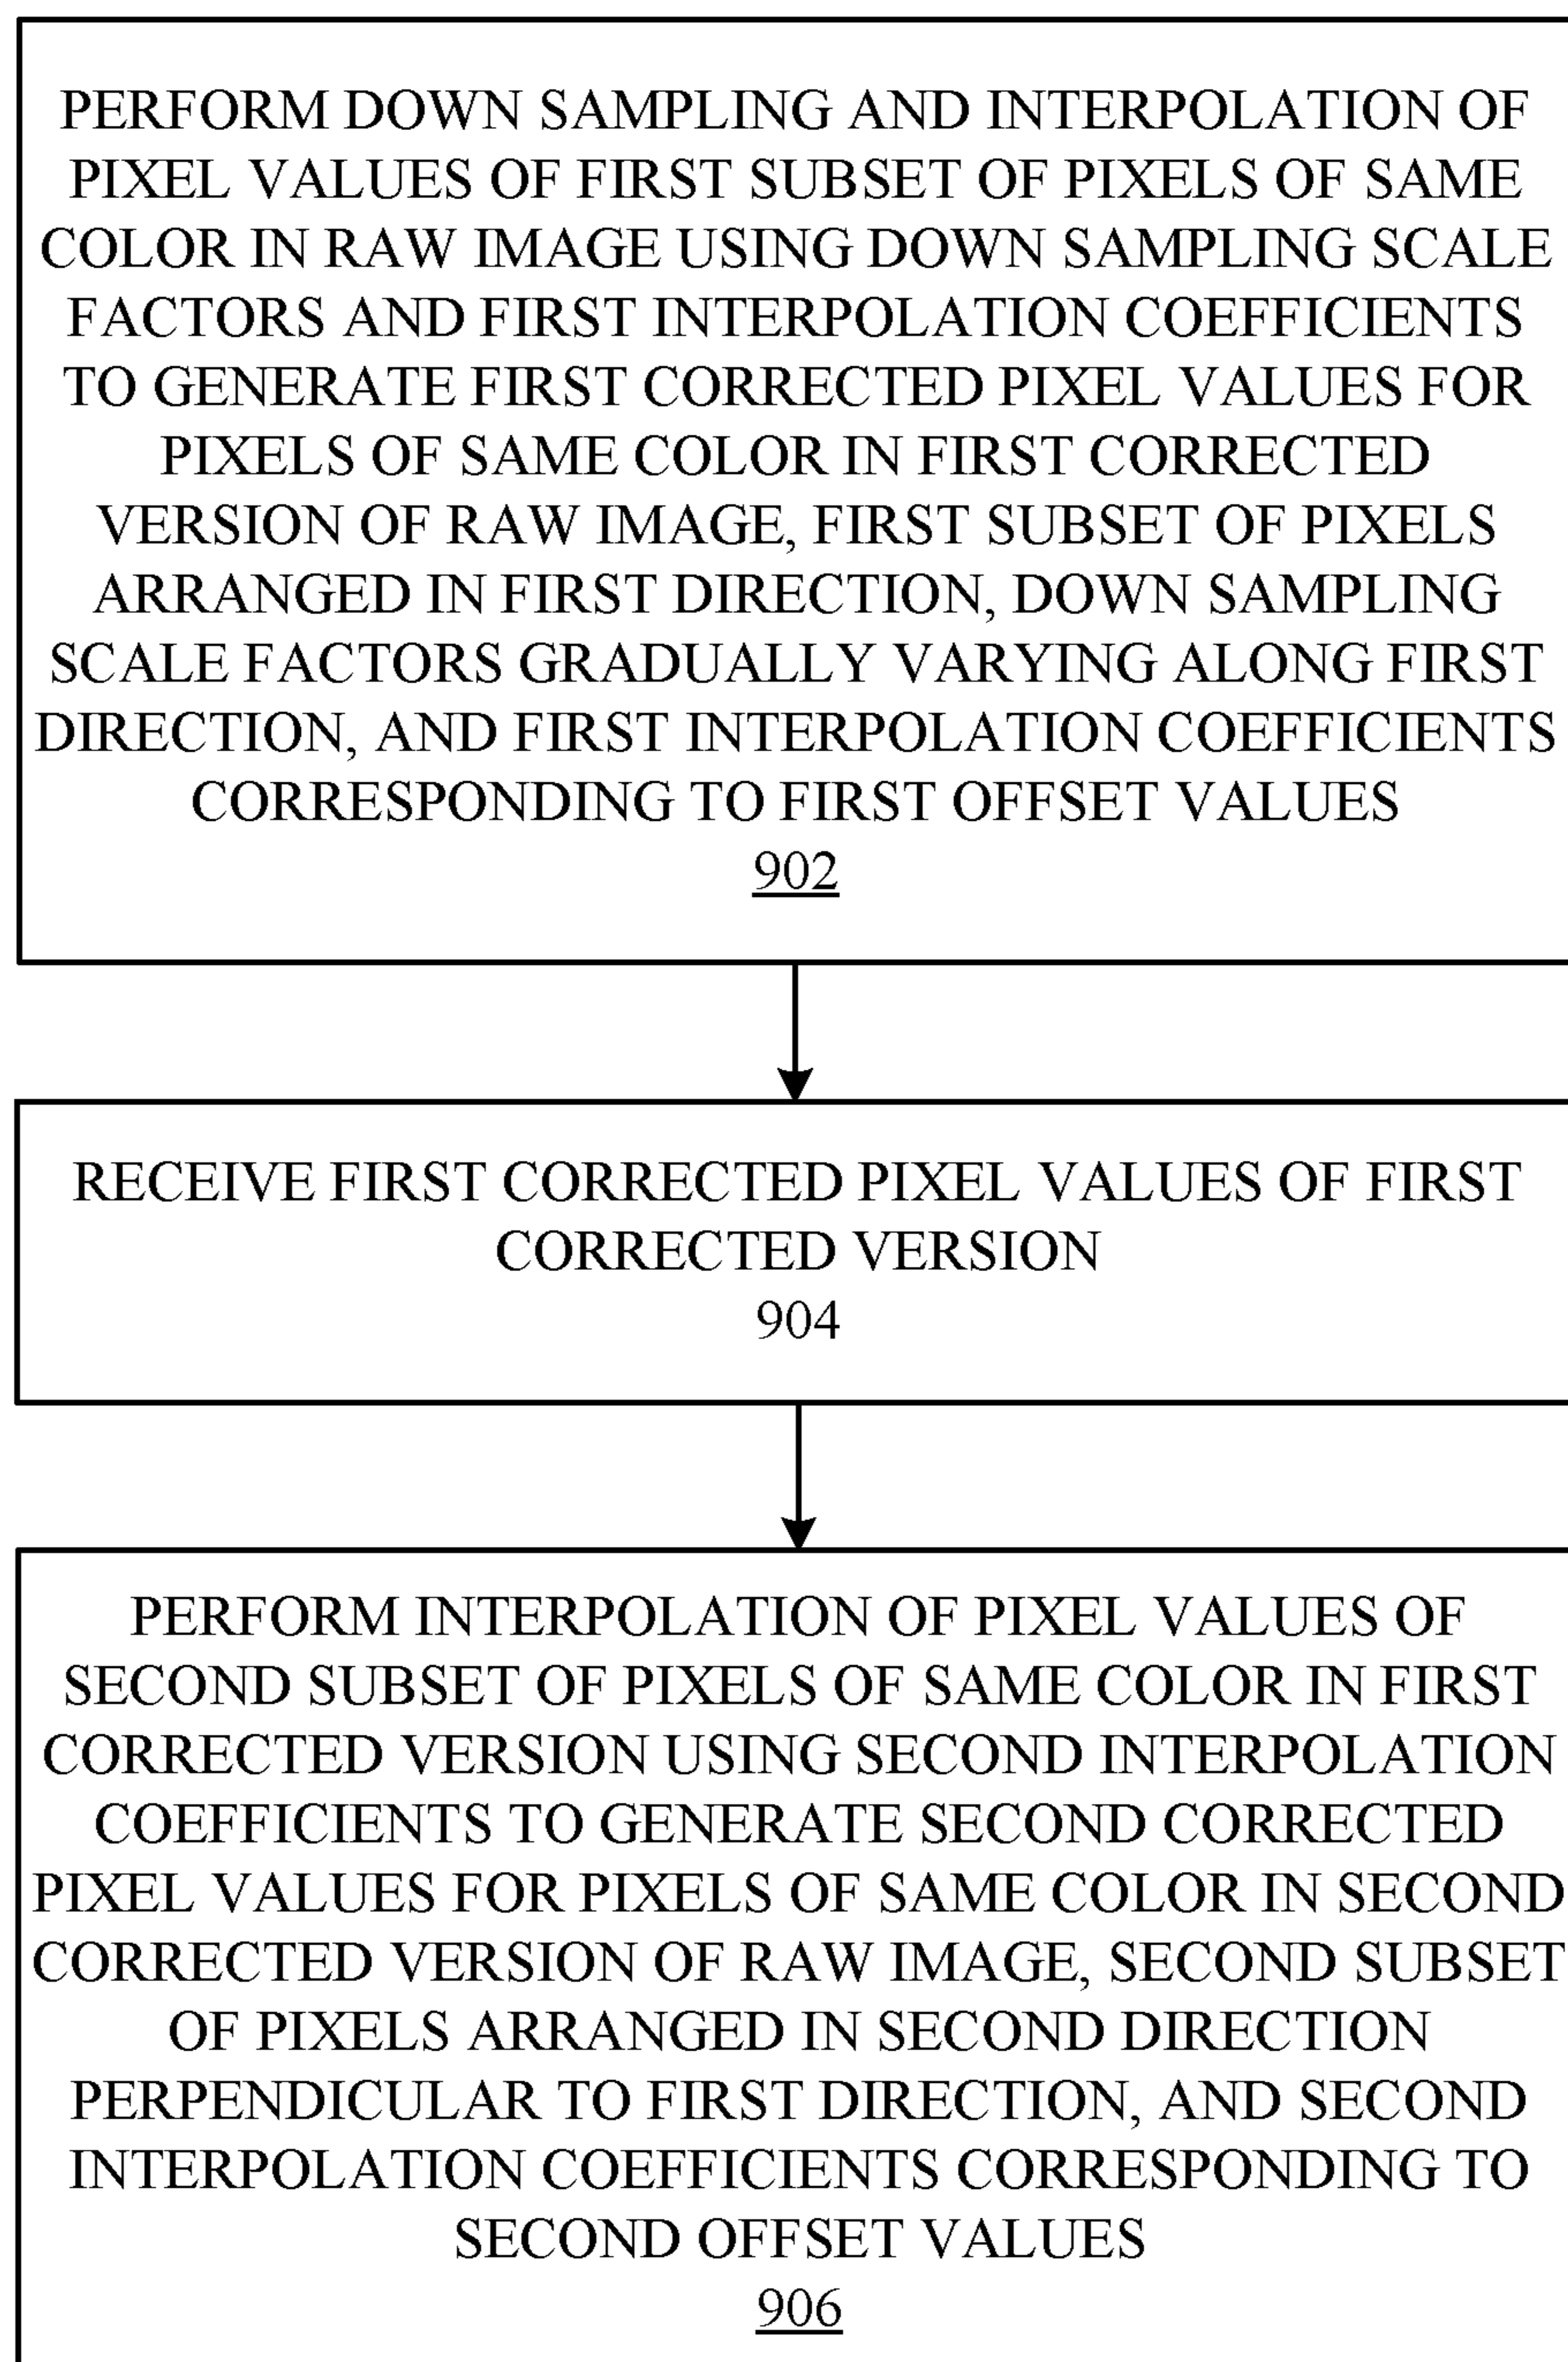 PERFORM DOWN SAMPLING AND INTERPOLATION OF
PIXEL VALUES OF FIRST SUBSET OF PIXELS OF SAME
COLOR IN RAW IMAGE USING DOWN SAMPLING SCALE
FACTORS AND FIRST INTERPOLATION COEFFICIENTS
TO GENERATE FIRST CORRECTED PIXEL VALUES FOR
PIXELS OF SAME COLOR IN FIRST CORRECTED
VERSION OF RAW IMAGE, FIRST SUBSET OF PIXELS
ARRANGED IN FIRST DIRECTION, DOWN SAMPLING
SCALE FACTORS GRADUALLY VARYING ALONG FIRST
DIRECTION, AND FIRST INTERPOLATION COEFFICIENTS
CORRESPONDING TO FIRST OFFSET VALUES
902
RECEIVE FIRST CORRECTED PIXEL VALUES OF FIRST
CORRECTED VERSION
904
PERFORM INTERPOLATION OF PIXEL VALUES OF
SECOND SUBSET OF PIXELS OF SAME COLOR IN FIRST
CORRECTED VERSION USING SECOND INTERPOLATION
COEFFICIENTS TO GENERATE SECOND CORRECTED
PIXEL VALUES FOR PIXELS OF SAME COLOR IN SECOND
CORRECTED VERSION OF RAW IMAGE, SECOND SUBSET
OF PIXELS ARRANGED IN SECOND DIRECTION
PERPENDICULAR TO FIRST DIRECTION, AND SECOND
INTERPOLATION COEFFICIENTS CORRESPONDING TO
SECOND OFFSET VALUES
906